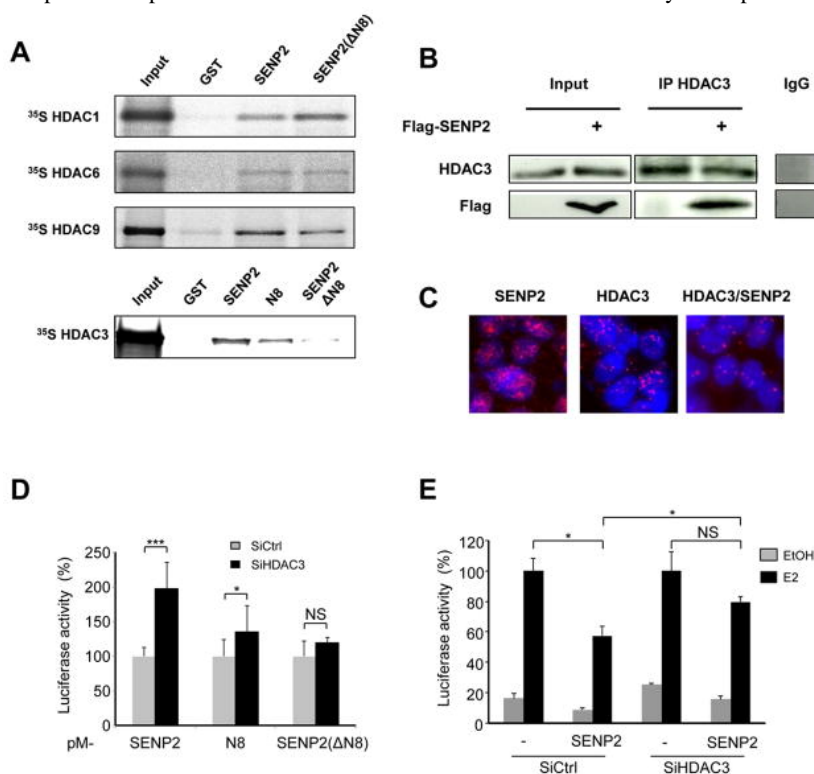 A
Input GST SENP2 SENP2(ΔN8)
³⁵S HDAC1
³⁵S HDAC6
³⁵S HDAC9
Input GST SENP2 N8 SENP2 ΔN8
³⁵S HDAC3
B
Input IP HDAC3 IgG
Flag-SENP2 + +
HDAC3
Flag
C
SENP2 HDAC3 HDAC3/SENP2
D
Luciferase activity (%)
250
200
150
100
50
0
*** * NS
SiCtrl
SiHDAC3
pM- SENP2 N8 SENP2(ΔN8)
E
Luciferase activity (%)
120
100
80
60
40
20
0
*
* NS
EtOH
E2
- SENP2 - SENP2
SiCtrl SiHDAC3